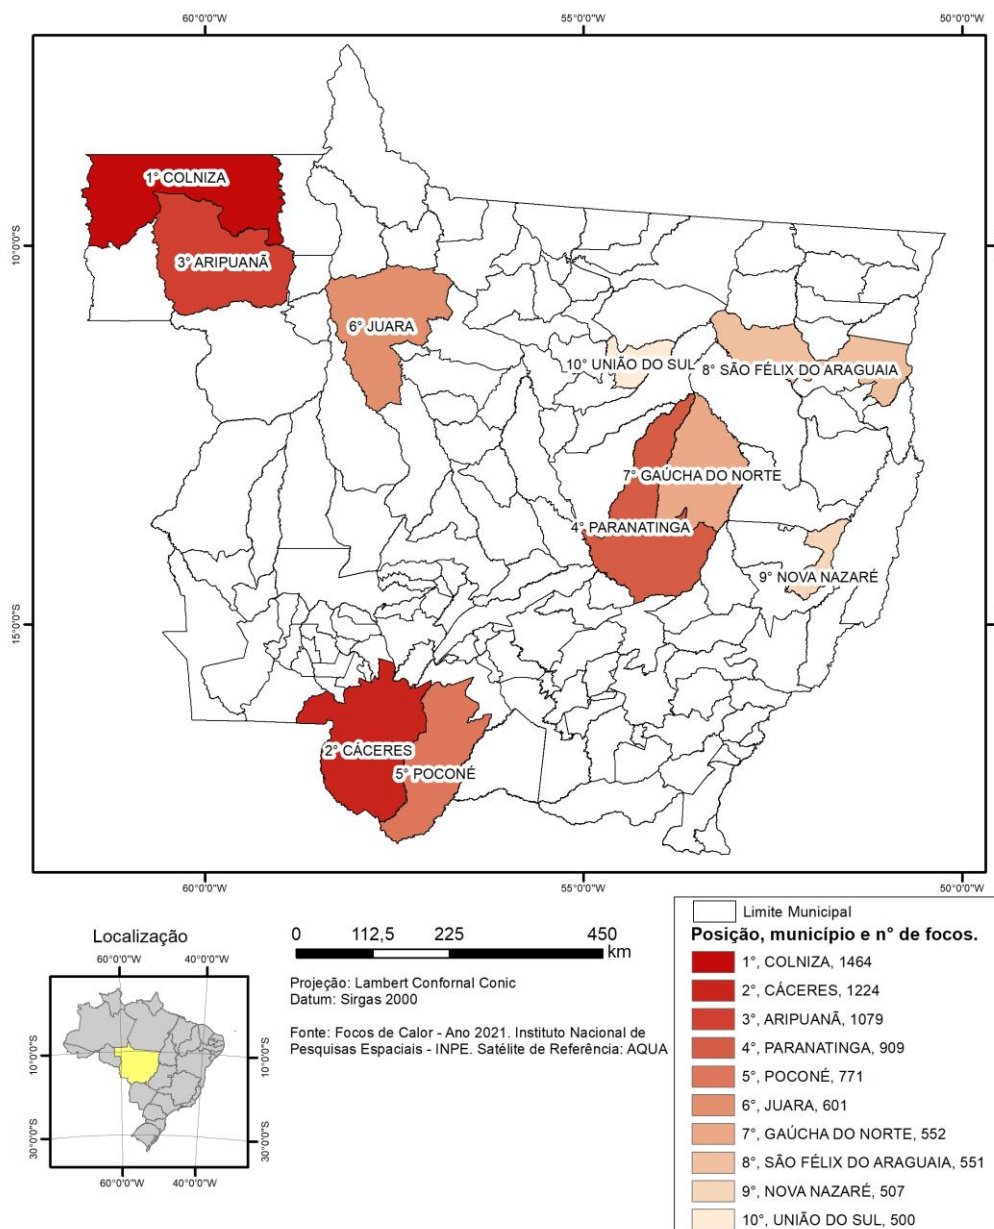 60°0'0"W
55°0'0"W
50°0'0"W
10°0'0"S
15°0'0"S
1° COLNIZA
3° ARIPUANÃ
6° JUARA
10° UNIÃO DO SUL
8° SÃO FÉLIX DO ARAGUAIA
7° GAÚCHA DO NORTE
4° PARANATINGA
9° NOVA NAZARÉ
2° CÁCERES
5° POCONÉ
60°0'0"W
55°0'0"W
50°0'0"W
Localização
60°0'0"W
40°0'0"W
10°0'0"S
10°0'0"S
30°0'0"S
30°0'0"S
60°0'0"W
40°0'0"W
0
112,5
225
450
km
Projeção: Lambert Confornal Conic
Datum: Sirgas 2000
Fonte: Focos de Calor - Ano 2021. Instituto Nacional de
Pesquisas Espaciais - INPE. Satélite de Referência: AQUA
Limite Municipal
Posição, município e n° de focos.
1°, COLNIZA, 1464
2°, CÁCERES, 1224
3°, ARIPUANÃ, 1079
4°, PARANATINGA, 909
5°, POCONÉ, 771
6°, JUARA, 601
7°, GAÚCHA DO NORTE, 552
8°, SÃO FÉLIX DO ARAGUAIA, 551
9°, NOVA NAZARÉ, 507
10°, UNIÃO DO SUL, 500